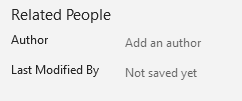 Related People
Author Add an author
Last Modified By Not saved yet